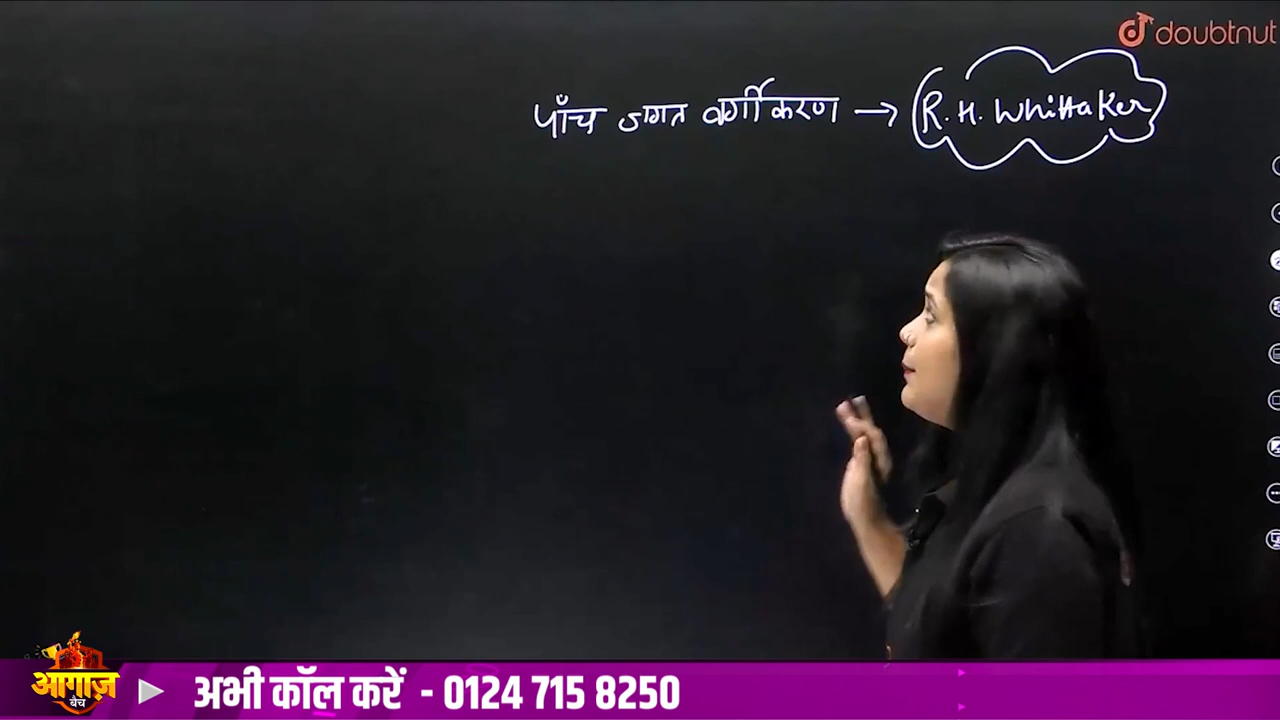 doubtnut
पाँच जगत वर्गीकरण → R. H. Whittaker
आगाज़
बैच
अभी कॉल करें - 0124 715 8250